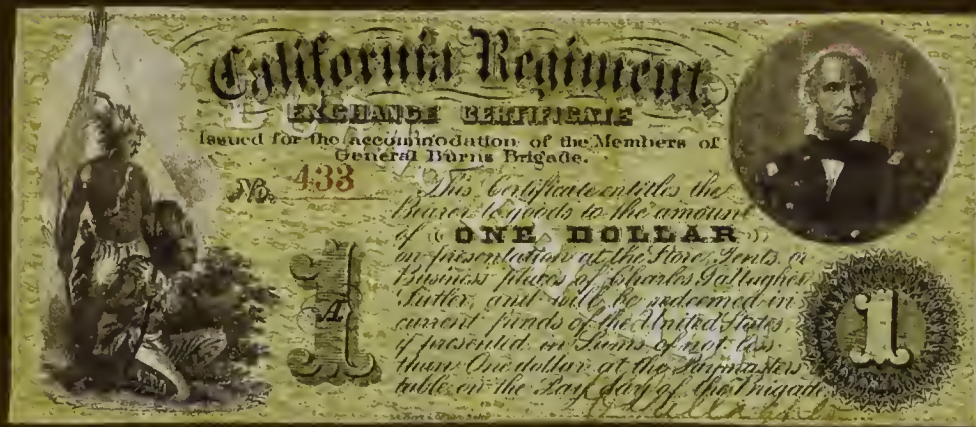 California Regiment,
EXCHANGE CERTIFICATE
Issued for the accommodation of the Members of
General Burns Brigade.
No. 433
This Certificate entitles the
Bearer to goods to the amount
of ONE DOLLAR
on presentation at the Store, Tents or
Business places of Charles Gallagher
Sutler, and will be redeemed in
current funds of the United States,
if presented in Sums of not less
than One dollar at the Paymasters
table on the Pay day of the Brigade
1
A
1